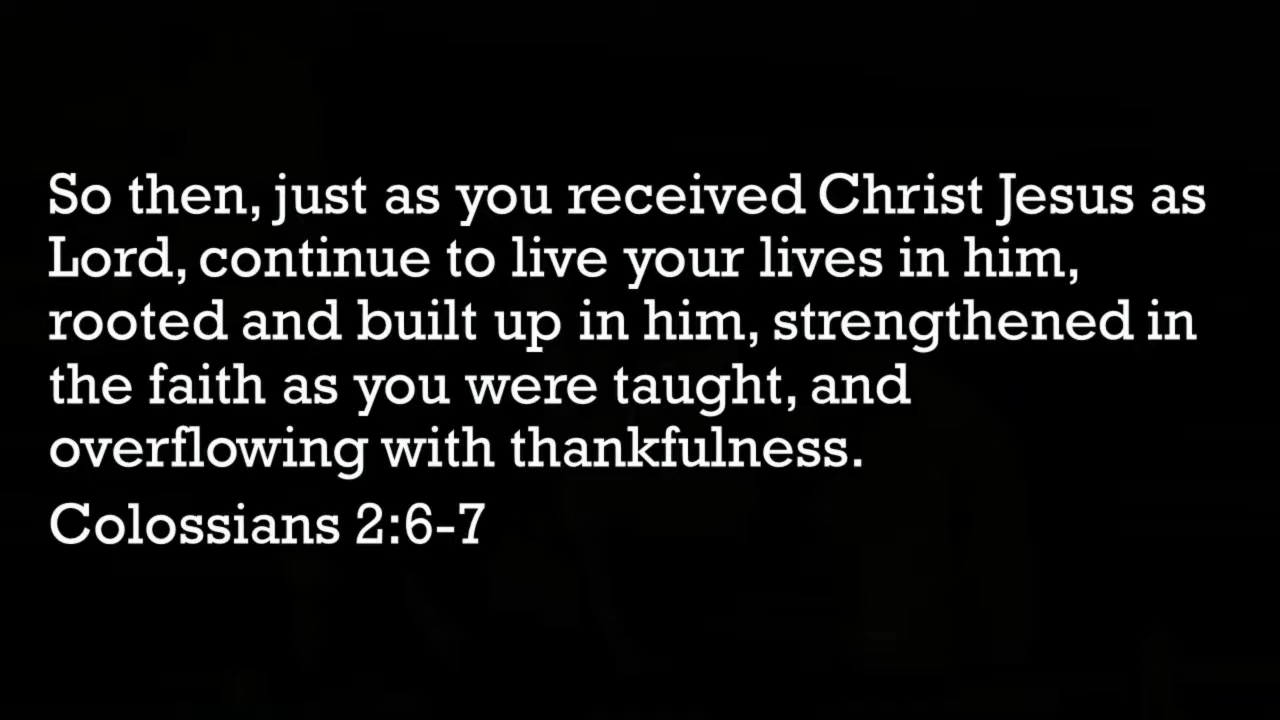 So then, just as you received Christ Jesus as
Lord, continue to live your lives in him,
rooted and built up in him, strengthened in
the faith as you were taught, and
overflowing with thankfulness.
Colossians 2:6-7